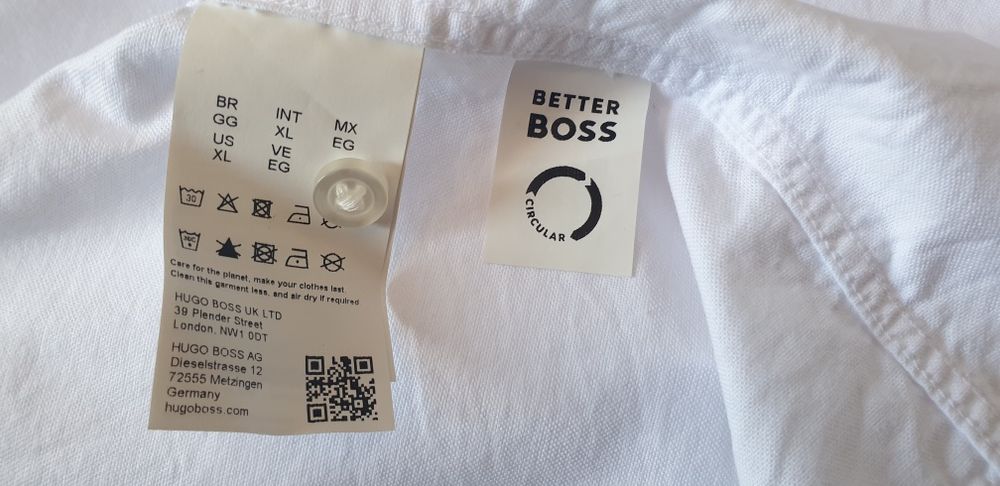 BR
GG
US
XL
INT
XL
VE
EG
MX
EG
30
Care for the planet, make your clothes last.
Clean this garment less, and air dry if required
HUGO BOSS UK LTD
39 Plender Street
London, NW1 0DT
HUGO BOSS AG
Dieselstrasse 12
72555 Metzingen
Germany
hugoboss.com
BETTER
BOSS
CIRCULAR